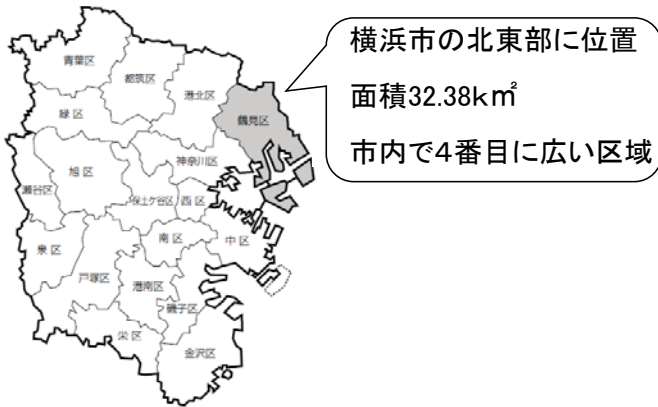 横浜市の北東部に位置
面積32.38k㎡
市内で4番目に広い区域
青葉区
都筑区
港北区
鶴見区
緑区
神奈川区
旭区
瀬谷区
保土ケ谷区
西区
泉区
南区
中区
戸塚区
港南区
磯子区
栄区
金沢区